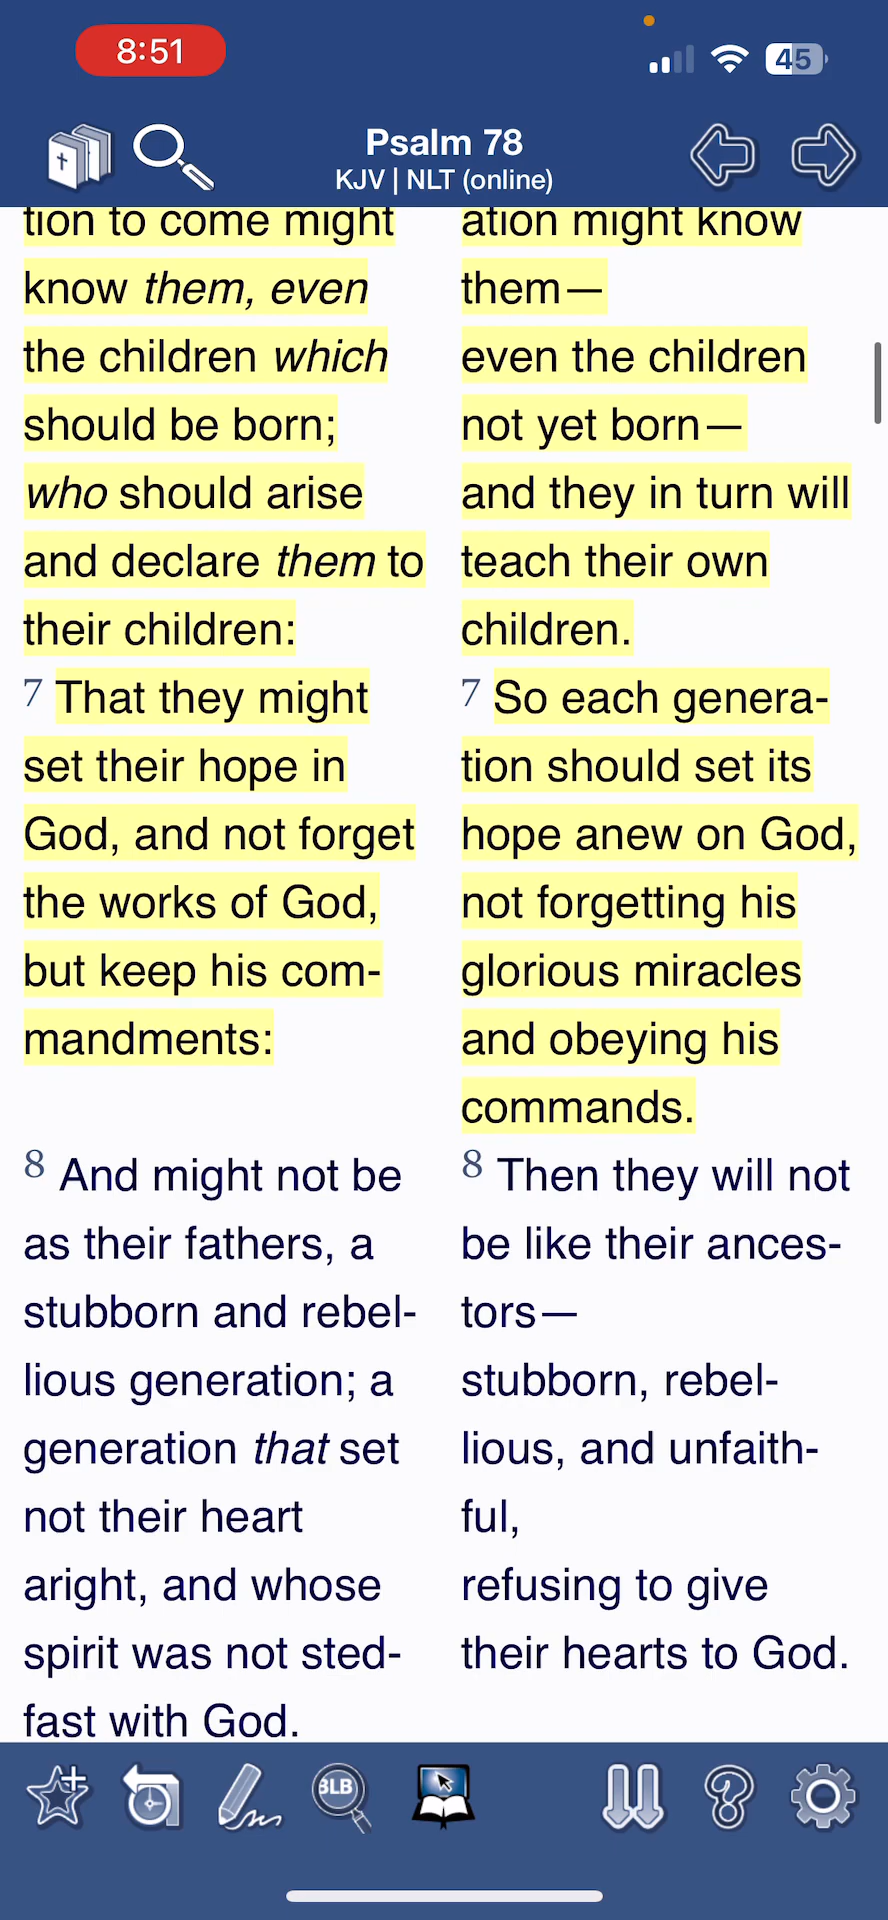 8:51
45
Psalm 78
KJV | NLT (online)
tion to come might
know them, even
the children which
should be born;
who should arise
and declare them to
their children:
7 That they might
set their hope in
God, and not forget
the works of God,
but keep his com-
mandments:
8 And might not be
as their fathers, a
stubborn and rebel-
lious generation; a
generation that set
not their heart
aright, and whose
spirit was not sted-
fast with God.
ation might know
them—
even the children
not yet born—
and they in turn will
teach their own
children.
7 So each genera-
tion should set its
hope anew on God,
not forgetting his
glorious miracles
and obeying his
commands.
8 Then they will not
be like their ances-
tors—
stubborn, rebel-
lious, and unfaith-
ful,
refusing to give
their hearts to God.
BLB